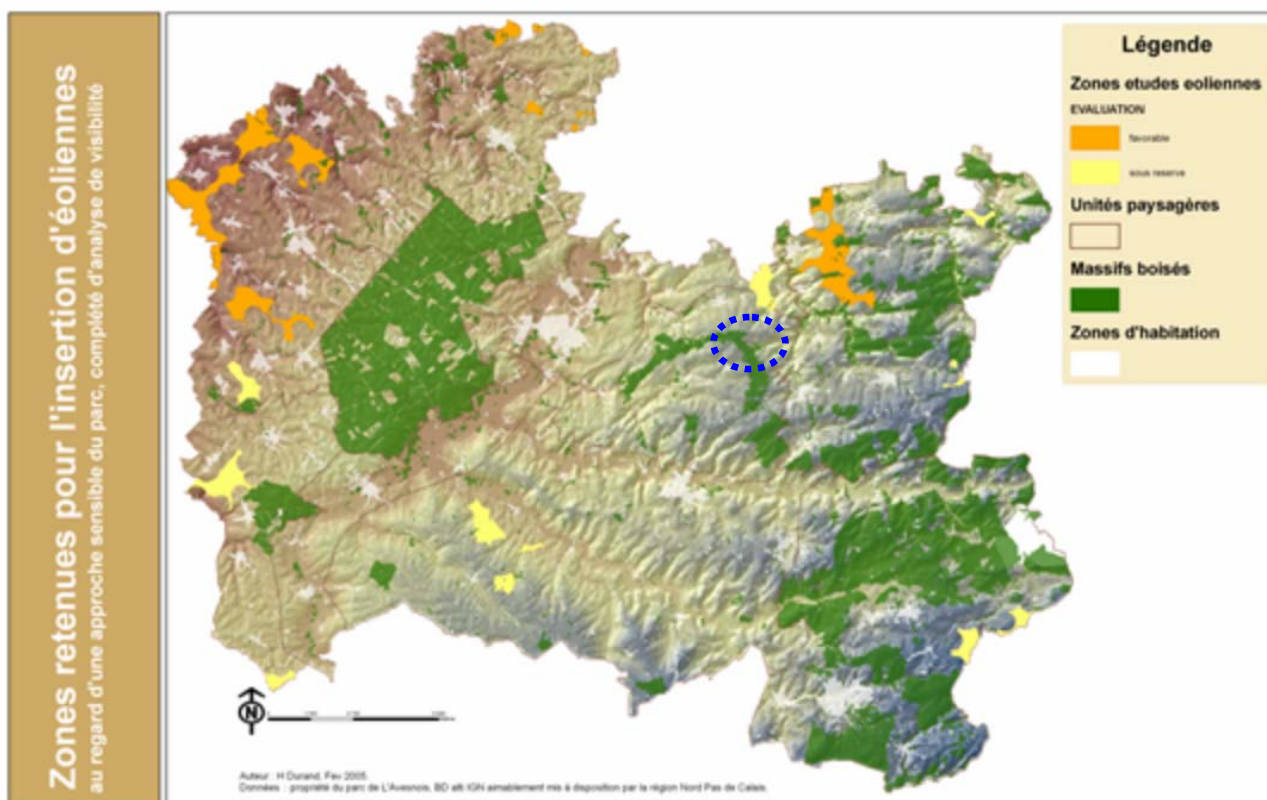 Zones retenues pour l'insertion d'éoliennes
au regard d'une approche sensible du parc, complété d'analyse de visibilité
Légende
Zones etudes eoliennes
EVALUATION
favorable
sous reserve
Unités paysagères
Massifs boisés
Zones d'habitation
N
Auteur : H Durand, Fev 2005.
Données : propriété du parc de L'Avesnois, BD alti IGN aimablement mis à disposition par la région Nord Pas de Calais.